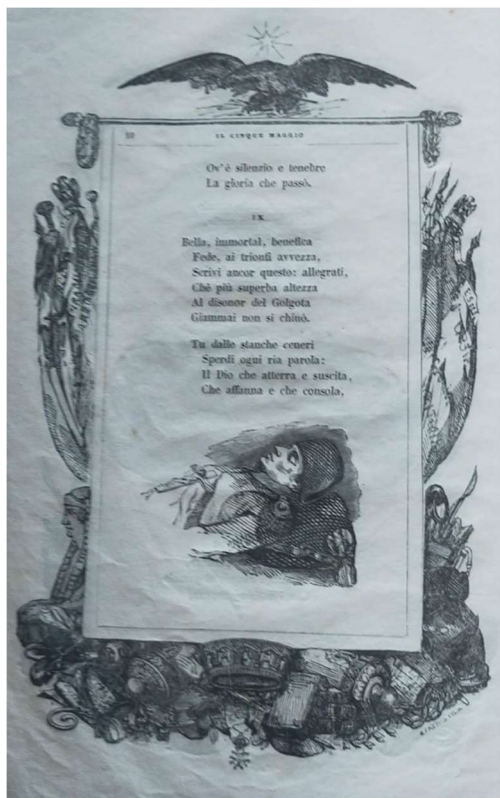 IL CINQUE MAGGIO
Ov'è silenzio e tenebre
La gloria che passò.
IX
Bella, immortal, benefica
Fede, ai trionfi avvezza,
Scrivi ancor questo: allegrati,
Chè più superba altezza
Al disonor del Golgota
Giammai non si chinò.
Tu dalle stanche ceneri
Sperdi ogni ria parola:
Il Dio che atterra e suscita,
Che affanna e che consola,